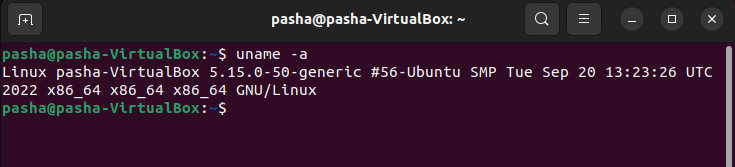 pasha@pasha-VirtualBox: ~
pasha@pasha-VirtualBox:~$ uname -a
Linux pasha-VirtualBox 5.15.0-50-generic #56-Ubuntu SMP Tue Sep 20 13:23:26 UTC
2022 x86_64 x86_64 x86_64 GNU/Linux
pasha@pasha-VirtualBox:~$